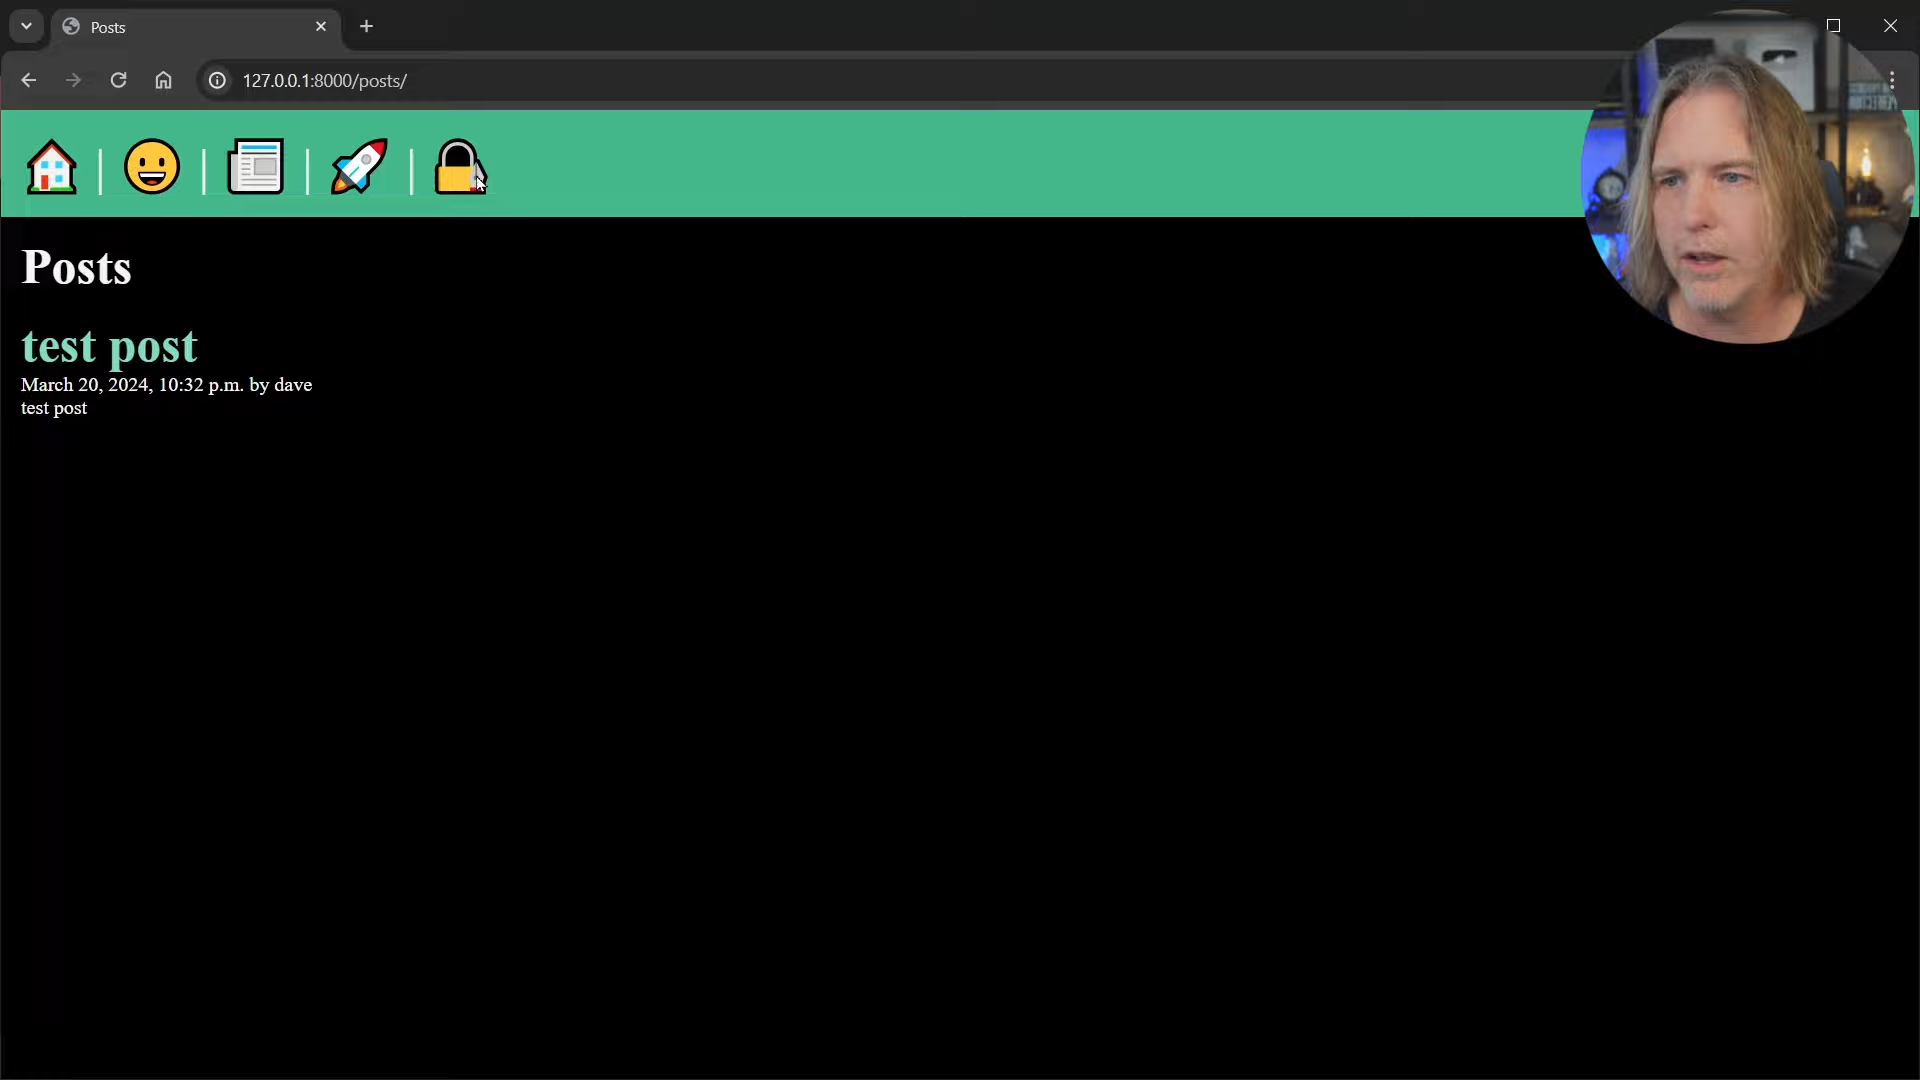 Posts
127.0.0.1:8000/posts/
Posts
test post
March 20, 2024, 10:32 p.m. by dave
test post